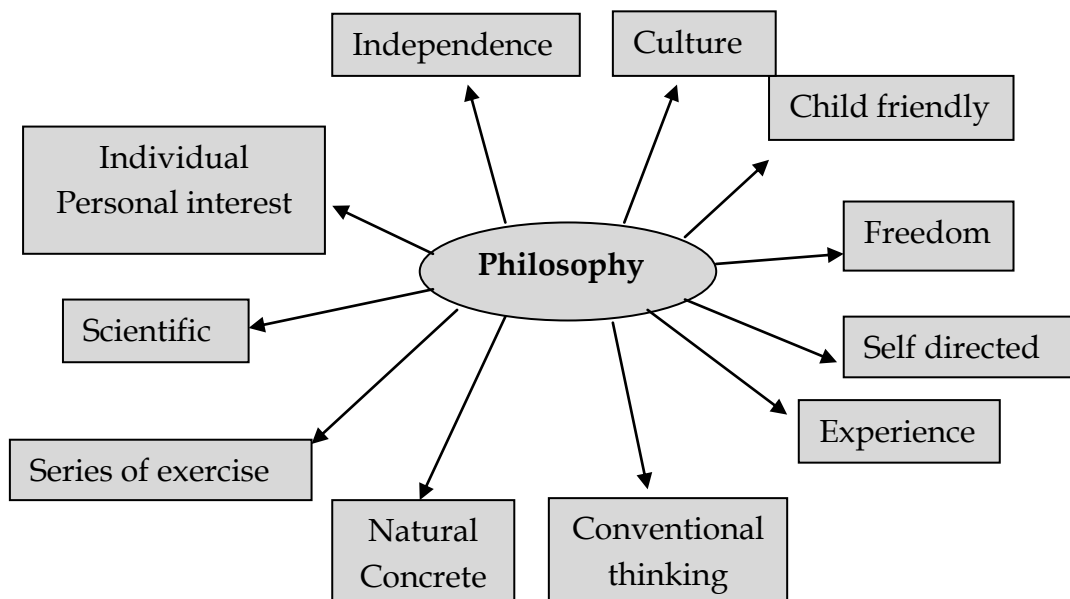 Independence
Culture
Child friendly
Individual
Personal interest
Philosophy
Freedom
Scientific
Self directed
Experience
Series of exercise
Natural
Concrete
Conventional
thinking